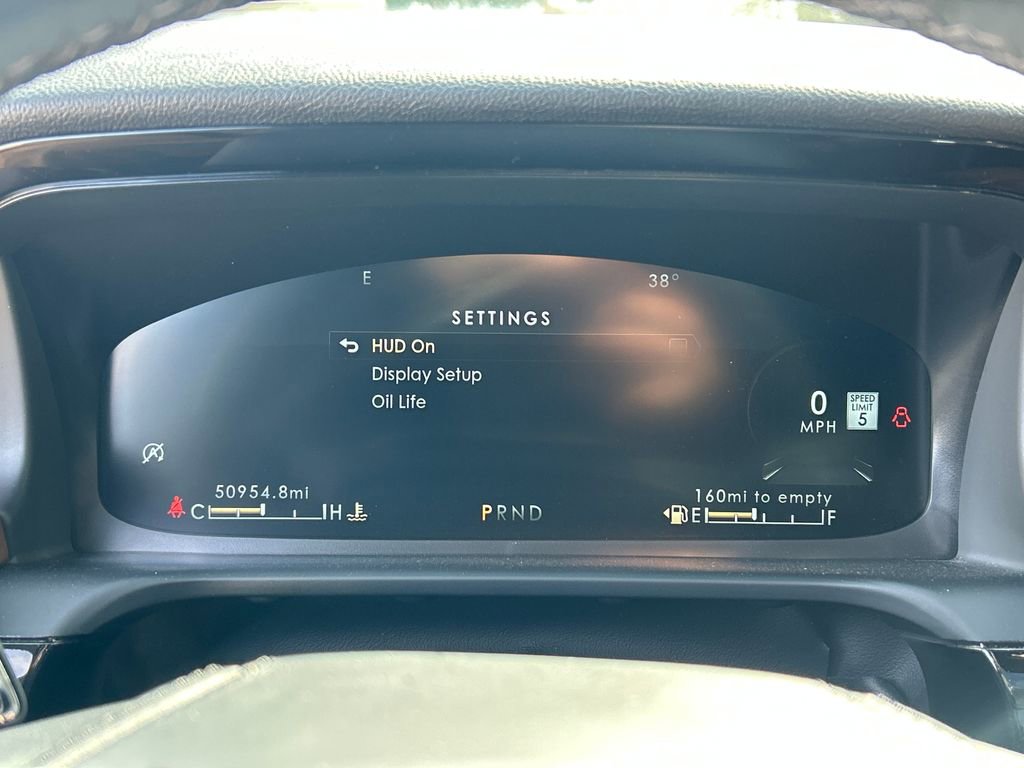 E 38°
SETTINGS
HUD On
Display Setup
Oil Life
0
MPH
SPEED
LIMIT
5
A
50954.8mi
160mi to empty
C H
PRND
E F